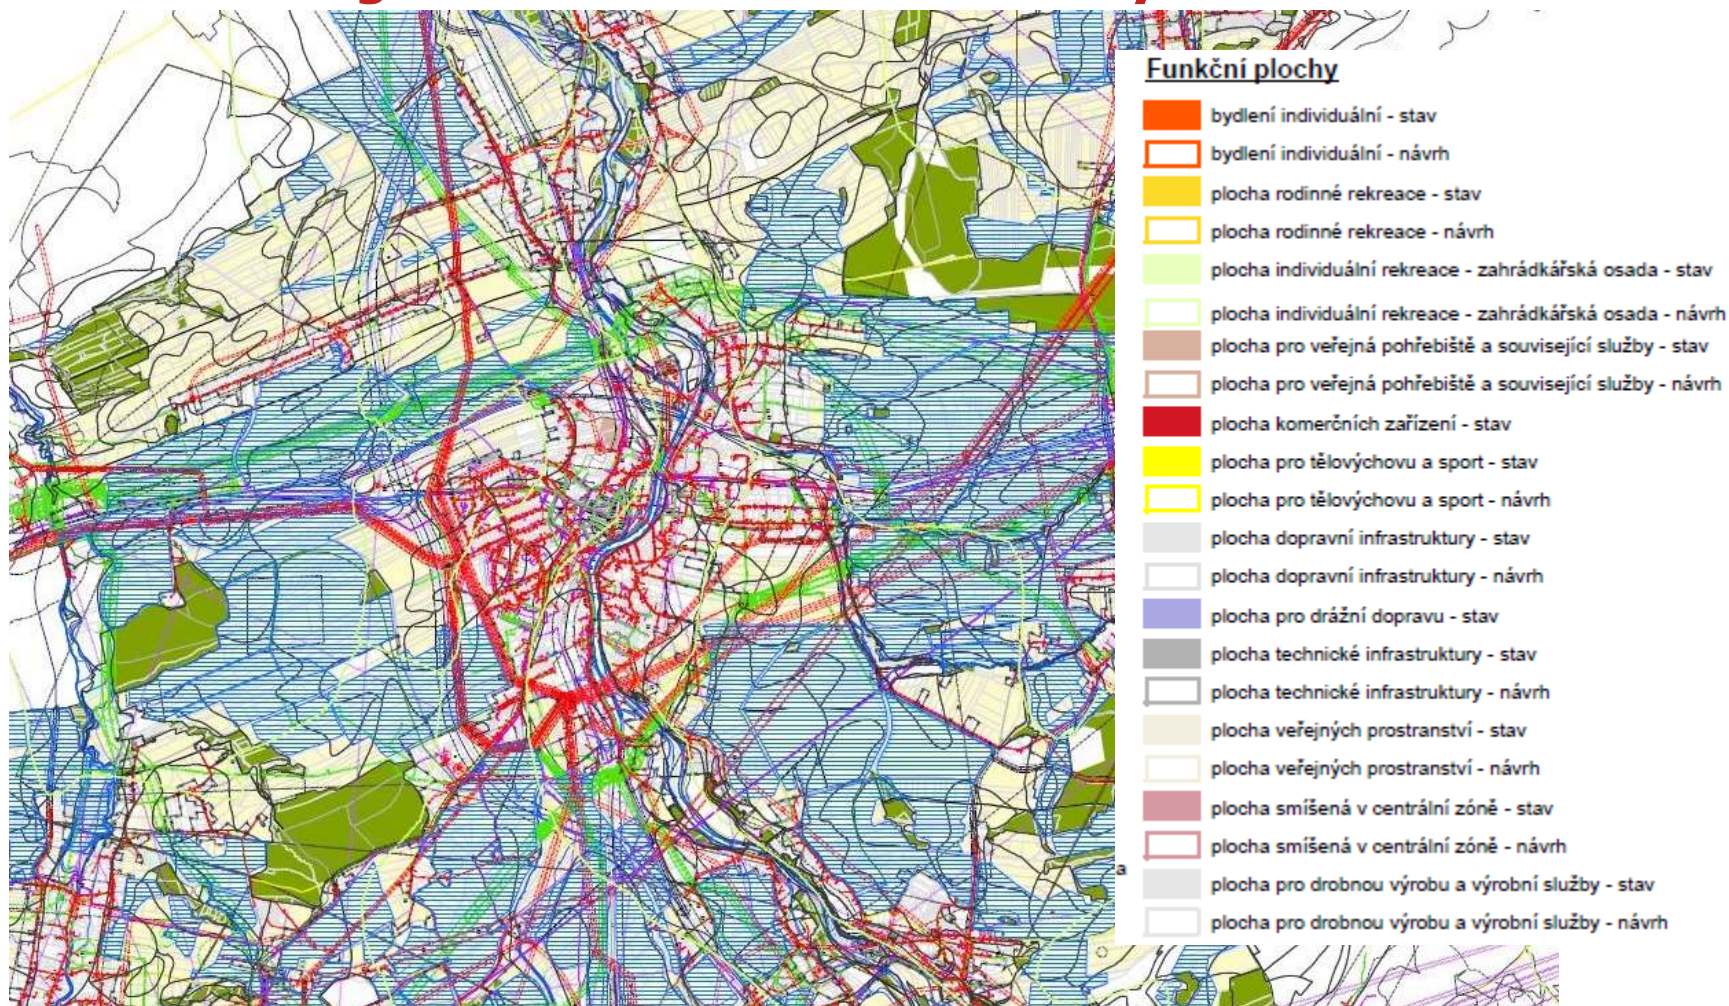 Funkční plochy
bydlení individuální - stav
bydlení individuální - návrh
plocha rodinné rekreace - stav
plocha rodinné rekreace - návrh
plocha individuální rekreace - zahrádkářská osada - stav
plocha individuální rekreace - zahrádkářská osada - návrh
plocha pro veřejná pohřebiště a související služby - stav
plocha pro veřejná pohřebiště a související služby - návrh
plocha komerčních zařízení - stav
plocha pro tělovýchovu a sport - stav
plocha pro tělovýchovu a sport - návrh
plocha dopravní infrastruktury - stav
plocha dopravní infrastruktury - návrh
plocha pro drážní dopravu - stav
plocha technické infrastruktury - stav
plocha technické infrastruktury - návrh
plocha veřejných prostranství - stav
plocha veřejných prostranství - návrh
plocha smíšená v centrální zóně - stav
plocha smíšená v centrální zóně - návrh
a
plocha pro drobnou výrobu a výrobní služby - stav
plocha pro drobnou výrobu a výrobní služby - návrh